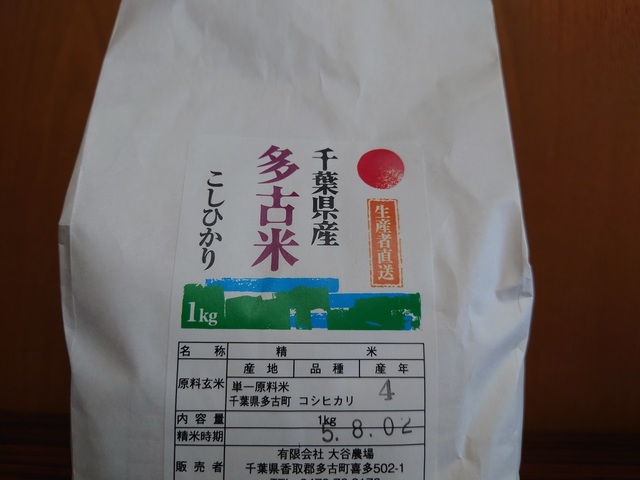 千葉県産
多古米
こしひかり
生産者直送
1kg
名称 精米
産地 品種 産年
原料玄米 単一原料米
千葉県多古町 コシヒカリ 4
内容量 1kg
精米時期 5.8.02
販売者 有限会社 大谷農場
千葉県香取郡多古町喜多502-1